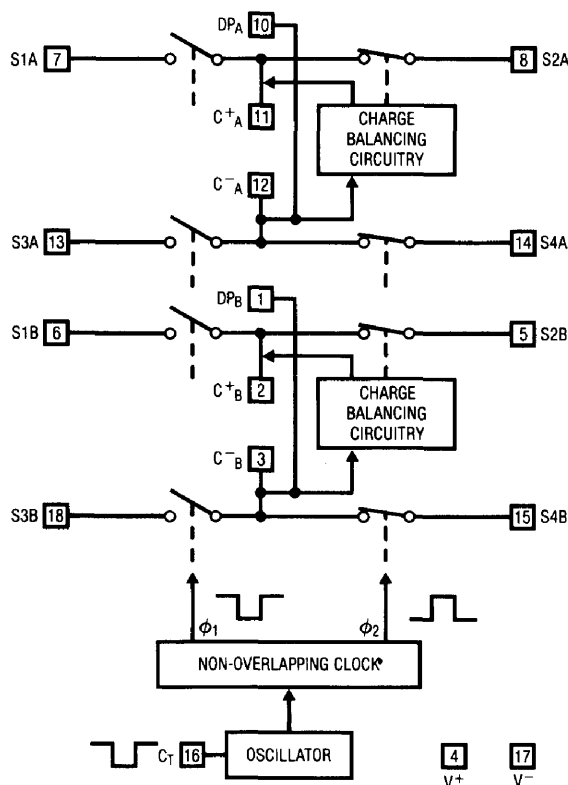 DPA 10
S1A 7
8 S2A
C+A 11
CHARGE
BALANCING
CIRCUITRY
C−A 12
S3A 13
14 S4A
DPB 1
S1B 6
5 S2B
C+B 2
CHARGE
BALANCING
CIRCUITRY
C−B 3
S3B 18
15 S4B
ϕ1
ϕ2
NON-OVERLAPPING CLOCK
CT 16
OSCILLATOR
4
V+
17
V−